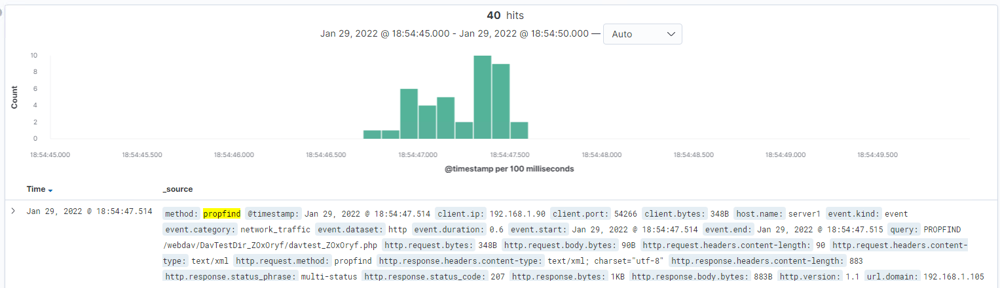 40 hits
Jan 29, 2022 @ 18:54:45.000 - Jan 29, 2022 @ 18:54:50.000 — Auto
Count
10
8
6
4
2
0
18:54:45.000 18:54:45.500 18:54:46.000 18:54:46.500 18:54:47.000 18:54:47.500 18:54:48.000 18:54:48.500 18:54:49.000 18:54:49.500
@timestamp per 100 milliseconds
Time _source
Jan 29, 2022 @ 18:54:47.514 method: propfind @timestamp: Jan 29, 2022 @ 18:54:47.514 client.ip: 192.168.1.90 client.port: 54266 client.bytes: 348B host.name: server1 event.kind: event
event.category: network_traffic event.dataset: http event.duration: 0.6 event.start: Jan 29, 2022 @ 18:54:47.514 event.end: Jan 29, 2022 @ 18:54:47.515 query: PROPFIND
/webdav/DavTestDir_ZOxOryf/davtest_ZOxOryf.php http.request.bytes: 348B http.request.body.bytes: 90B http.request.headers.content-length: 90 http.request.headers.content-
type: text/xml http.request.method: propfind http.response.headers.content-type: text/xml; charset="utf-8" http.response.headers.content-length: 883
http.response.status_phrase: multi-status http.response.status_code: 207 http.response.bytes: 1KB http.response.body.bytes: 883B http.version: 1.1 url.domain: 192.168.1.105